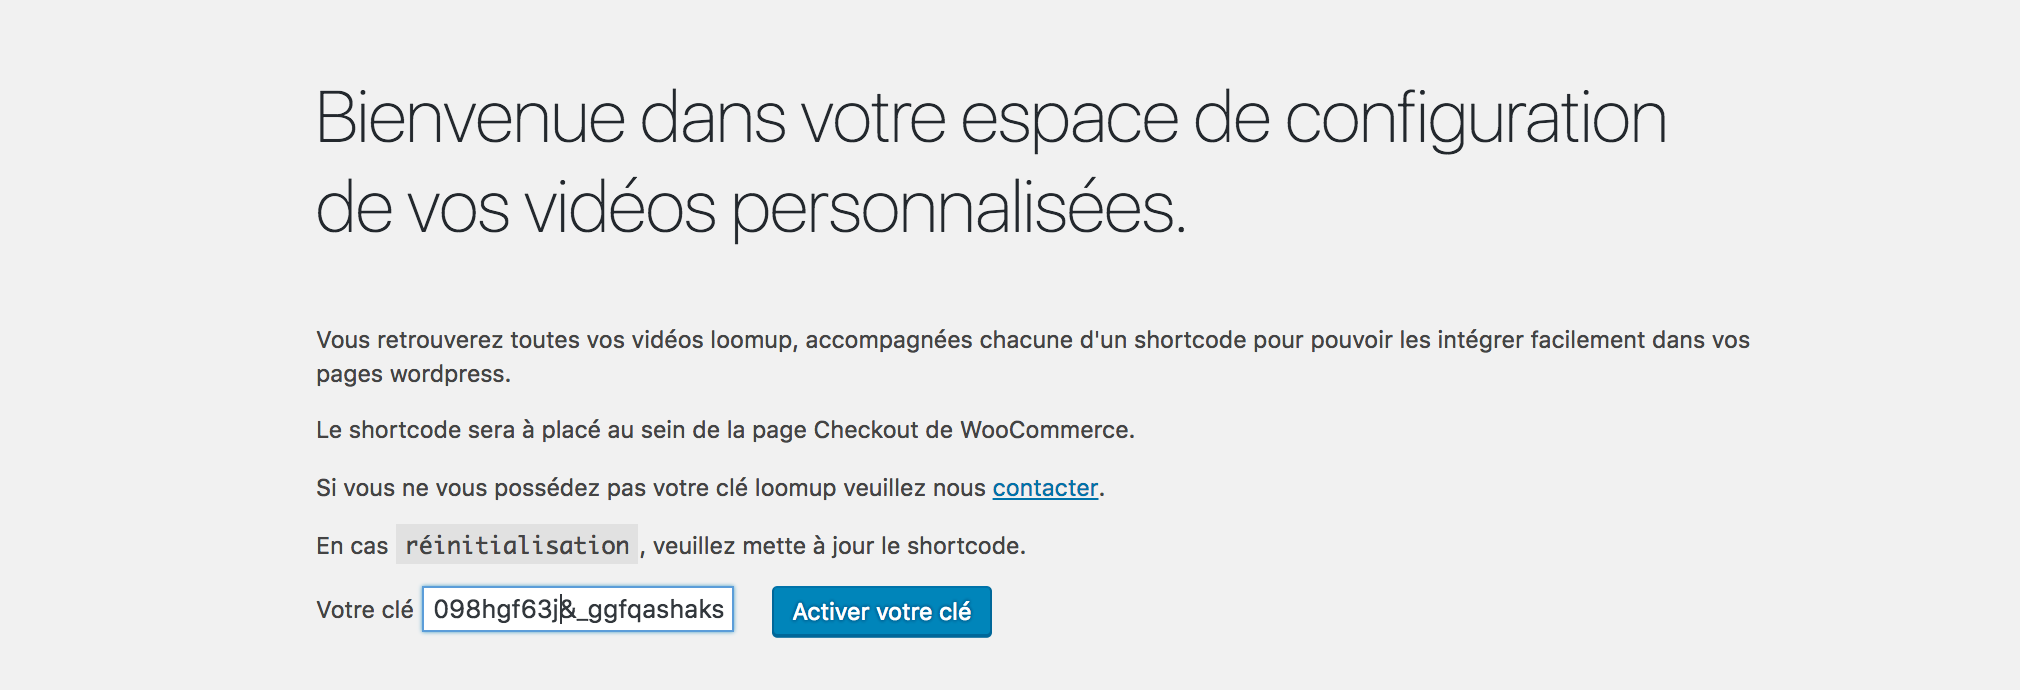 Bienvenue dans votre espace de configuration
de vos vidéos personnalisées.
Vous retrouverez toutes vos vidéos loomup, accompagnées chacune d'un shortcode pour pouvoir les intégrer facilement dans vos
pages wordpress.
Le shortcode sera à placé au sein de la page Checkout de WooCommerce.
Si vous ne vous possédez pas votre clé loomup veuillez nous contacter.
En cas réinitialisation, veuillez mette à jour le shortcode.
Votre clé 098hgf63j&_ggfqashaks Activer votre clé